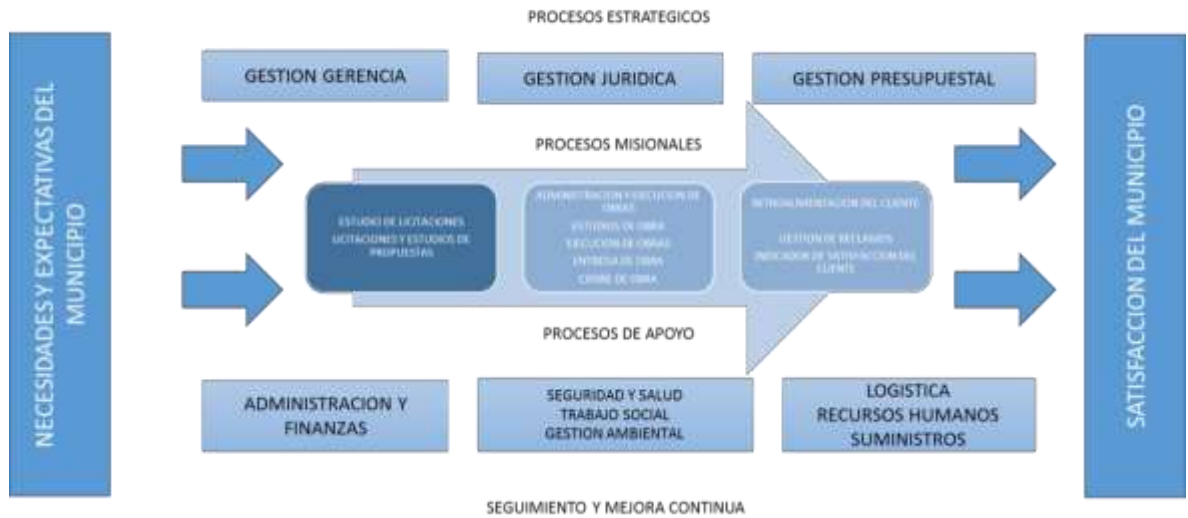 PROCESOS ESTRATEGICOS
NECESIDADES Y EXPECTATIVAS DEL
MUNICIPIO
GESTION GERENCIA
GESTION JURIDICA
GESTION PRESUPUESTAL
PROCESOS MISIONALES
ESTUDIO DE LICITACIONES
LICITACIONES Y ESTUDIOS DE
PROPUESTAS
ADMINISTRACION Y EJECUCION DE
OBRAS
ESTUDIOS DE OBRA
EJECUCION DE OBRAS
ENTREGA DE OBRA
CIERRE DE OBRA
RETROALIMENTACION DEL CLIENTE
GESTION DE RECLAMOS
INDICADOR DE SATISFACCION DEL
CLIENTE
PROCESOS DE APOYO
ADMINISTRACION Y
FINANZAS
SEGURIDAD Y SALUD
TRABAJO SOCIAL
GESTION AMBIENTAL
LOGISTICA
RECURSOS HUMANOS
SUMINISTROS
SATISFACCION DEL MUNICIPIO
SEGUIMIENTO Y MEJORA CONTINUA